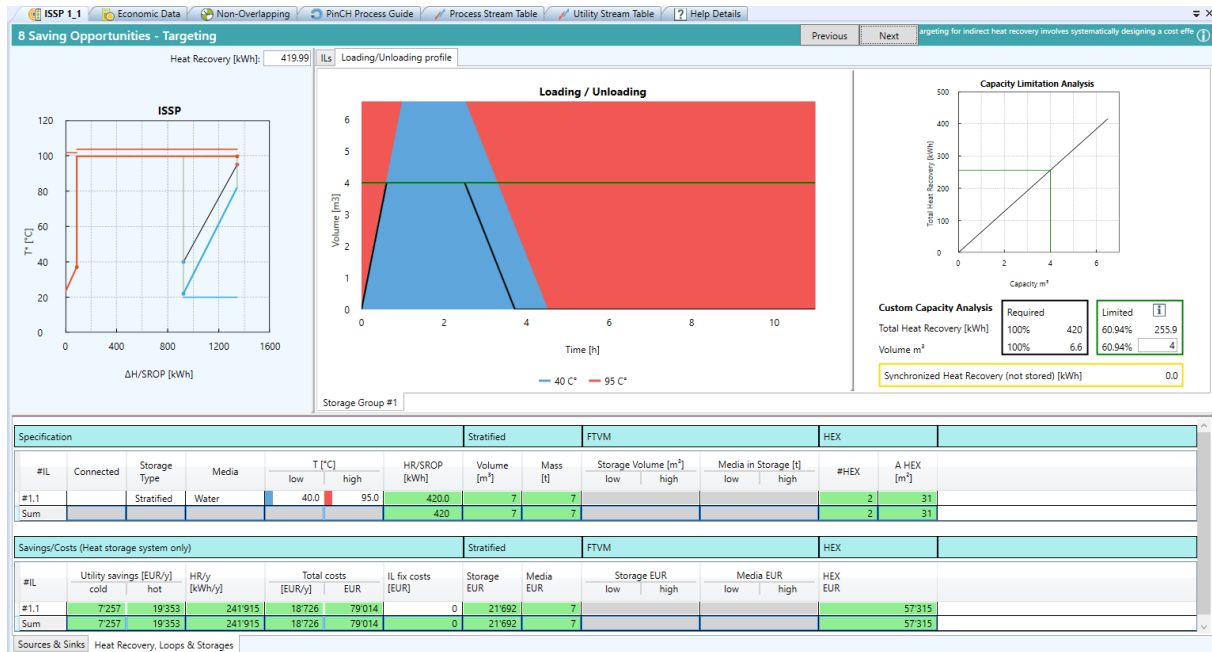 ISSP 1_1 Economic Data Non-Overlapping PinCH Process Guide Process Stream Table Utility Stream Table Help Details
8 Saving Opportunities - Targeting Previous Next argeting for indirect heat recovery involves systematically designing a cost effe
Heat Recovery [kWh]: 419.99 ILs Loading/Unloading profile
ISSP
120
100
80
60
40
20
0
T* [°C]
0 400 800 1200 1600
ΔH/SROP [kWh]
Loading / Unloading
6
5
4
3
2
1
0
Volume [m3]
0 2 4 6 8 10
Time [h]
40 C° 95 C°
Storage Group #1
Capacity Limitation Analysis
500
400
300
200
100
0
Total Heat Recovery [kWh]
0 2 4 6
Capacity m³
Custom Capacity Analysis Required Limited i
Total Heat Recovery [kWh] 100% 420 60.94% 255.9
Volume m³ 100% 6.6 60.94% 4
Synchronized Heat Recovery (not stored) [kWh] 0.0
Specification Stratified FTVM HEX
#IL Connected Storage Type Media T [°C] low high HR/SROP [kWh] Volume [m³] Mass [t] Storage Volume [m³] low high Media in Storage [t] low high #HEX A HEX [m²]
#1.1 Stratified Water 40.0 95.0 420.0 7 7 2 31
Sum 420 7 7 2 31
Savings/Costs (Heat storage system only) Stratified FTVM HEX
#IL Utility savings [EUR/y] cold hot HR/y [kWh/y] Total costs [EUR/y] EUR IL fix costs [EUR] Storage EUR Media EUR Storage EUR low high Media EUR low high HEX EUR
#1.1 7'257 19'353 241'915 18'726 79'014 0 21'692 7 57'315
Sum 7'257 19'353 241'915 18'726 79'014 0 21'692 7 57'315
Sources & Sinks Heat Recovery, Loops & Storages